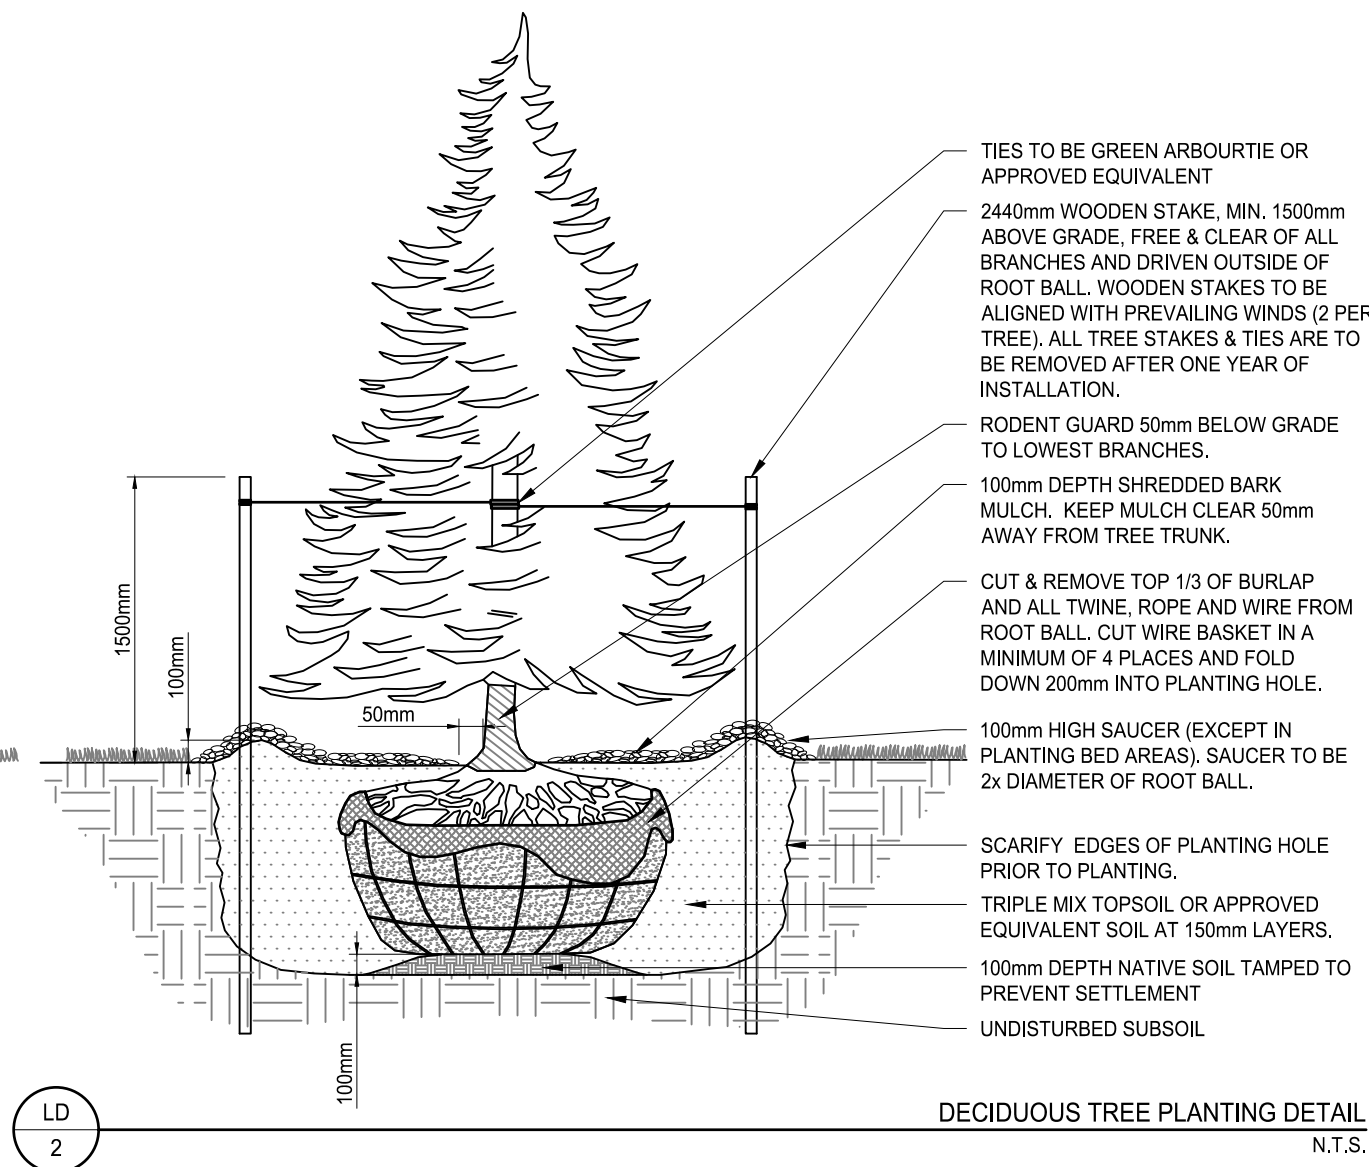 TIES TO BE GREEN ARBOURTIE OR
APPROVED EQUIVALENT
2440mm WOODEN STAKE, MIN. 1500mm
ABOVE GRADE, FREE & CLEAR OF ALL
BRANCHES AND DRIVEN OUTSIDE OF
ROOT BALL. WOODEN STAKES TO BE
ALIGNED WITH PREVAILING WINDS (2 PER
TREE). ALL TREE STAKES & TIES ARE TO
BE REMOVED AFTER ONE YEAR OF
INSTALLATION.
RODENT GUARD 50mm BELOW GRADE
TO LOWEST BRANCHES.
100mm DEPTH SHREDDED BARK
MULCH. KEEP MULCH CLEAR 50mm
AWAY FROM TREE TRUNK.
CUT & REMOVE TOP 1/3 OF BURLAP
AND ALL TWINE, ROPE AND WIRE FROM
ROOT BALL. CUT WIRE BASKET IN A
MINIMUM OF 4 PLACES AND FOLD
DOWN 200mm INTO PLANTING HOLE.
100mm HIGH SAUCER (EXCEPT IN
PLANTING BED AREAS). SAUCER TO BE
2x DIAMETER OF ROOT BALL.
SCARIFY EDGES OF PLANTING HOLE
PRIOR TO PLANTING.
TRIPLE MIX TOPSOIL OR APPROVED
EQUIVALENT SOIL AT 150mm LAYERS.
100mm DEPTH NATIVE SOIL TAMPED TO
PREVENT SETTLEMENT
UNDISTURBED SUBSOIL
1500mm
100mm
50mm
100mm
LD
2
DECIDUOUS TREE PLANTING DETAIL
N.T.S.